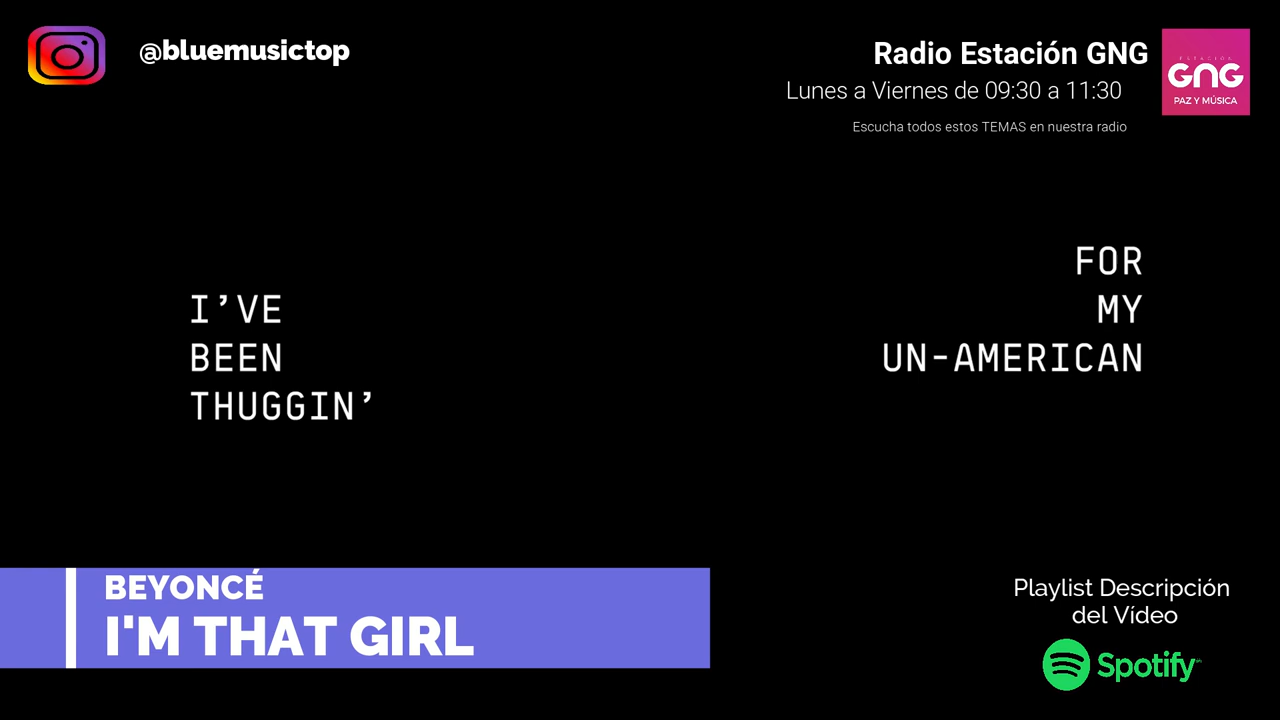 @bluemusictop
Radio Estación GNG
Lunes a Viernes de 09:30 a 11:30
Escucha todos estos TEMAS en nuestra radio
ESTACIÓN
GNG
PAZ Y MÚSICA
I’VE
BEEN
THUGGIN’
FOR
MY
UN-AMERICAN
BEYONCÉ
I'M THAT GIRL
Playlist Descripción
del Vídeo
Spotify